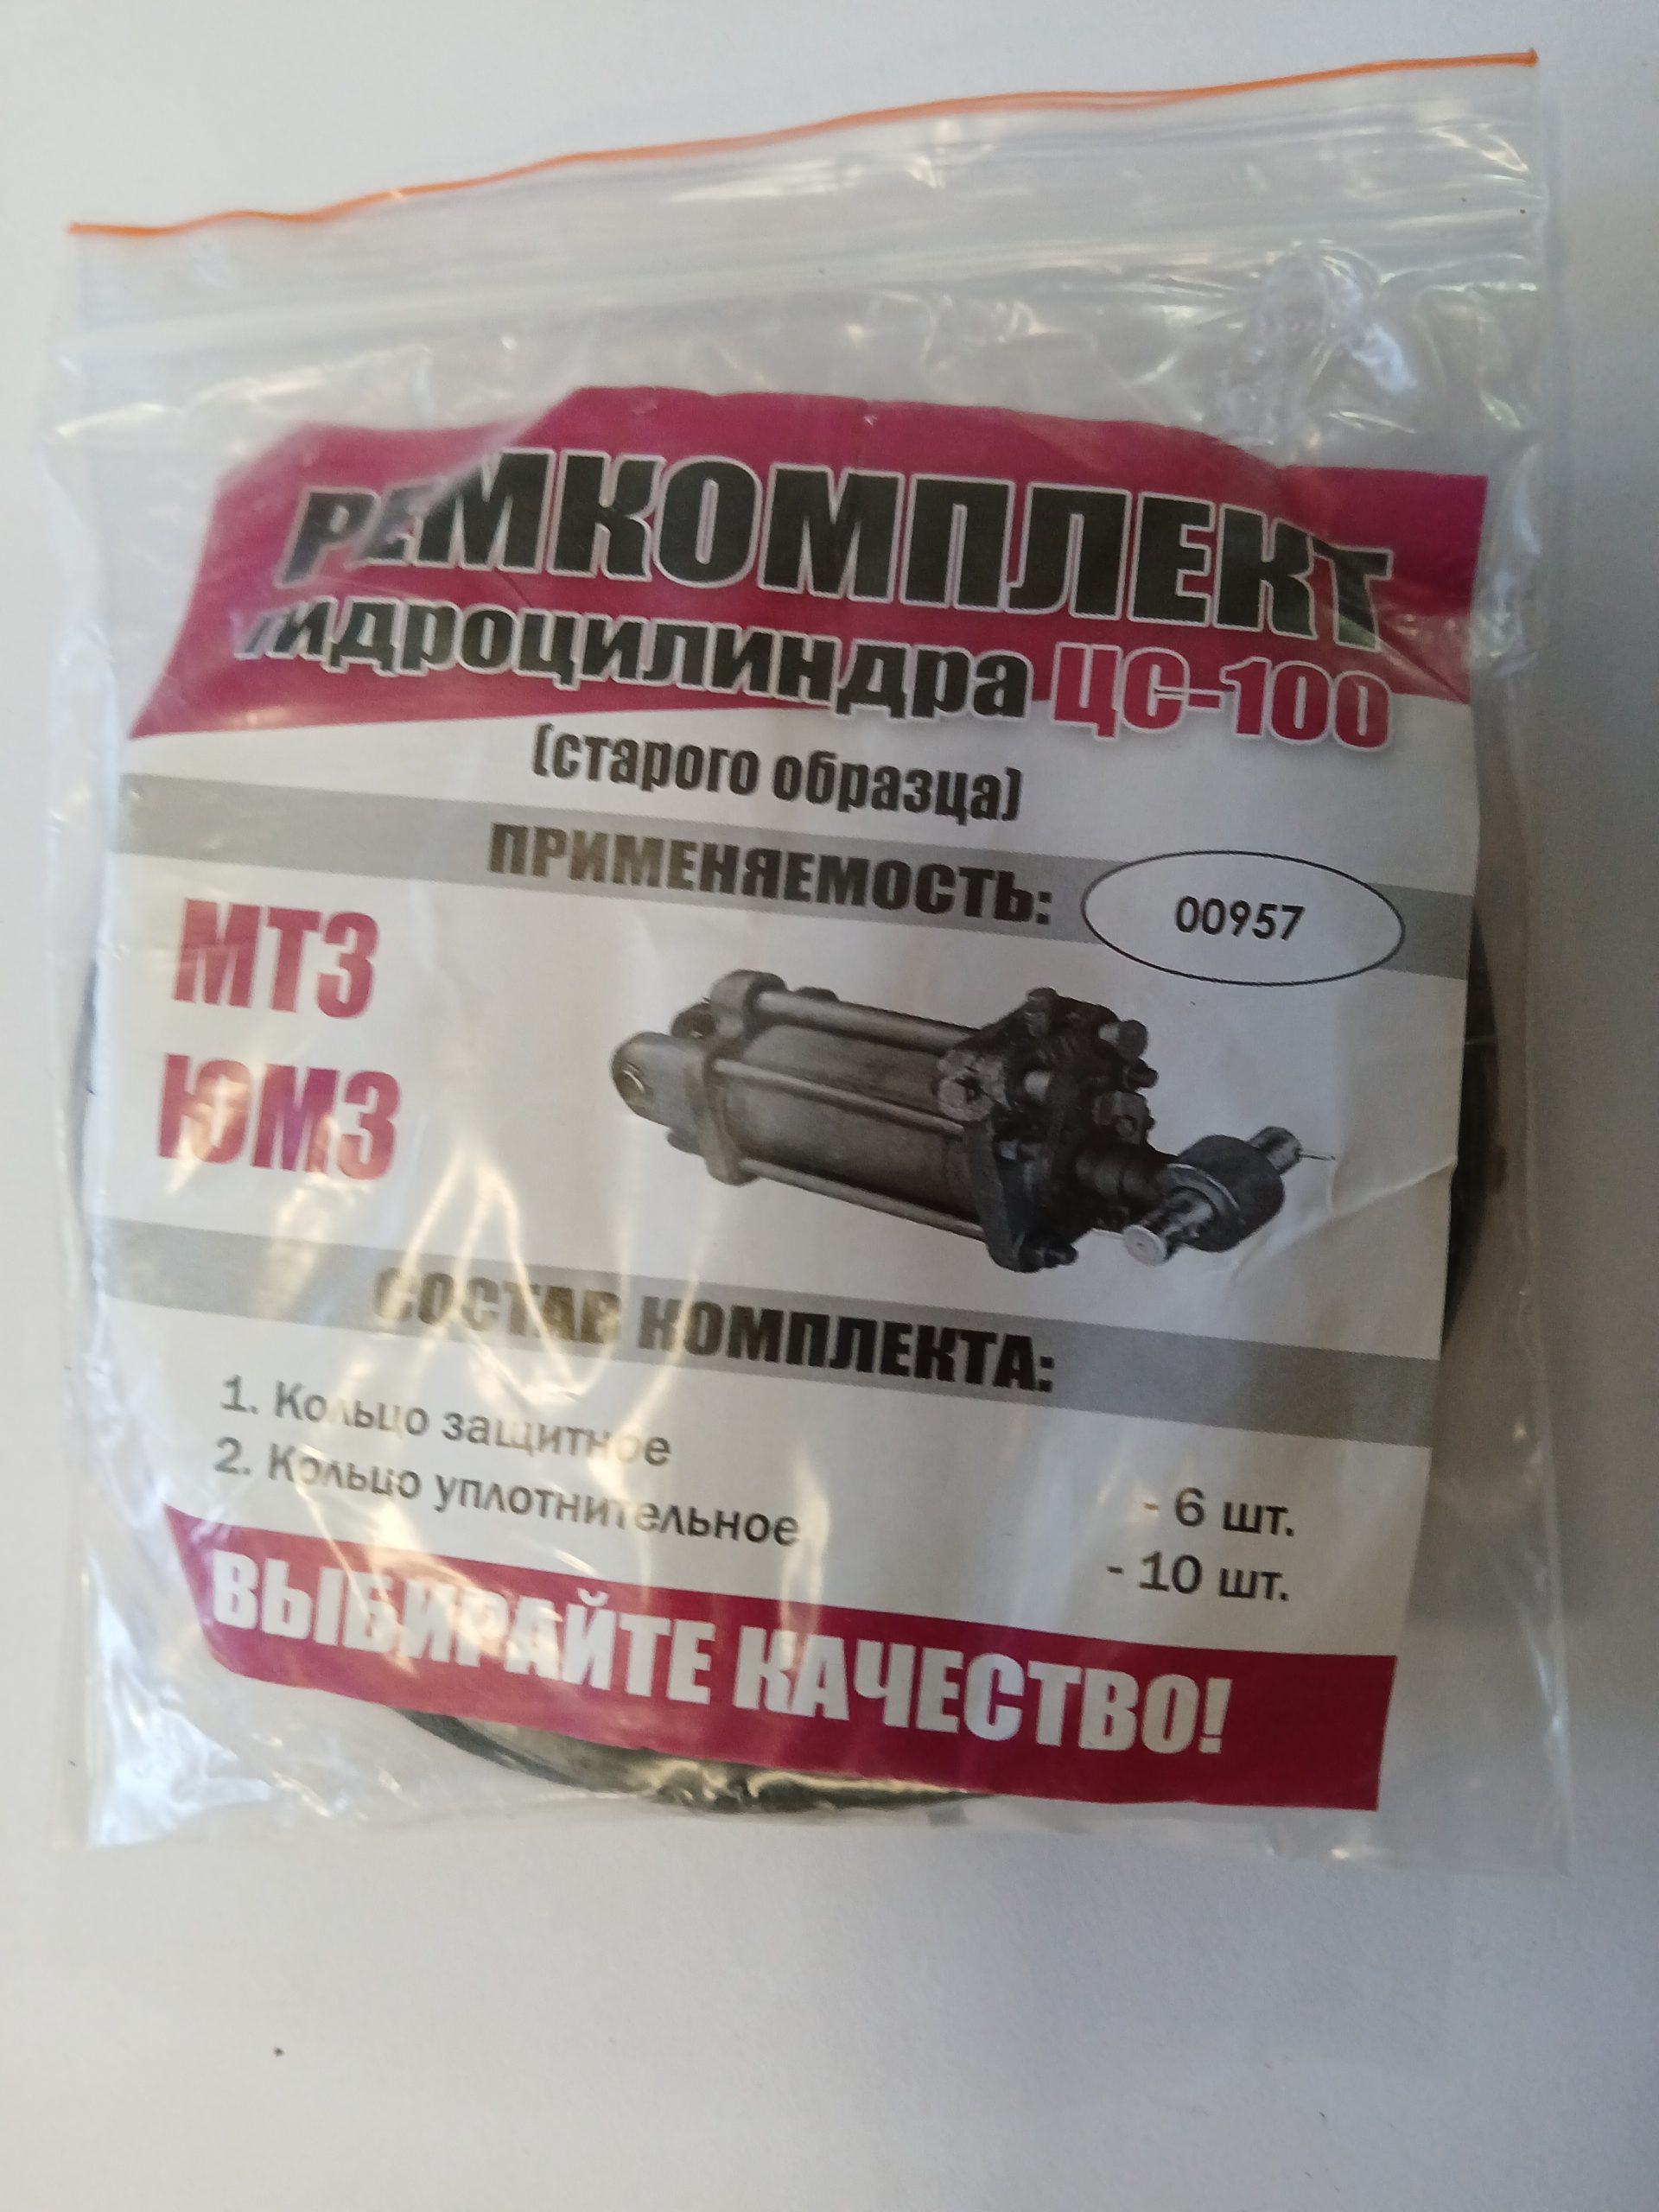 РЕМКОМПЛЕКТ
гидроцилиндра ЦС-100
(старого образца)
ПРИМЕНЯЕМОСТЬ: 00957
МТЗ
ЮМЗ
СОСТАВ КОМПЛЕКТА:
1. Кольцо защитное - 6 шт.
2. Кольцо уплотнительное - 10 шт.
ВЫБИРАЙТЕ КАЧЕСТВО!